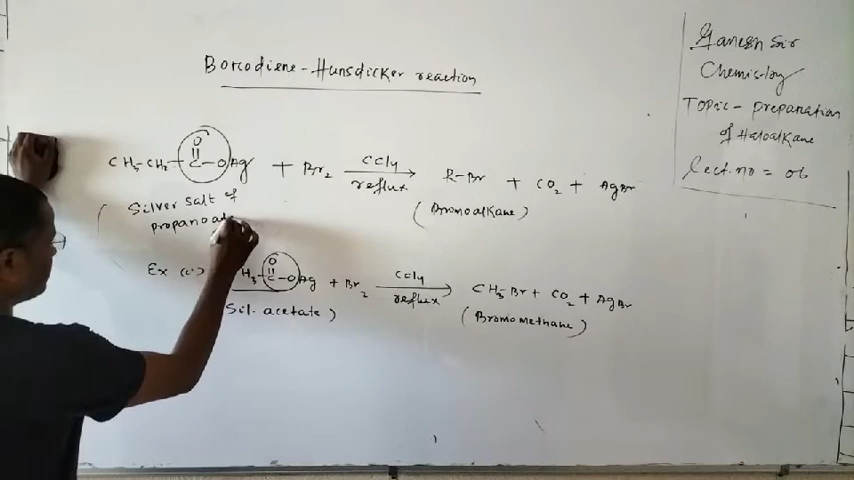 Borcodiene-Hunsdicker reaction
Ganesh Sir
Chemistry
Topic - preparation
of Haloalkane
Lect. no = 06
O
CH3-CH2-C-OAg + Br2 CCl4 reflux R-Br + CO2 + AgBr
(Silver salt of
propanoate
(Bromoalkane)
O
Ex (i) H3-C-OAg + Br2 CCl4 reflux CH3-Br + CO2 + AgBr
Sil. acetate) (Bromomethane)